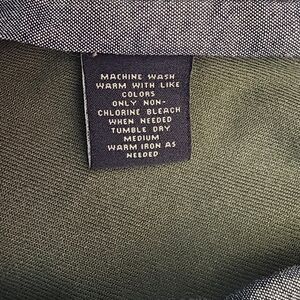 MACHINE WASH
WARM WITH LIKE
COLORS
ONLY NON-
CHLORINE BLEACH
WHEN NEEDED
TUMBLE DRY
MEDIUM
WARM IRON AS
NEEDED